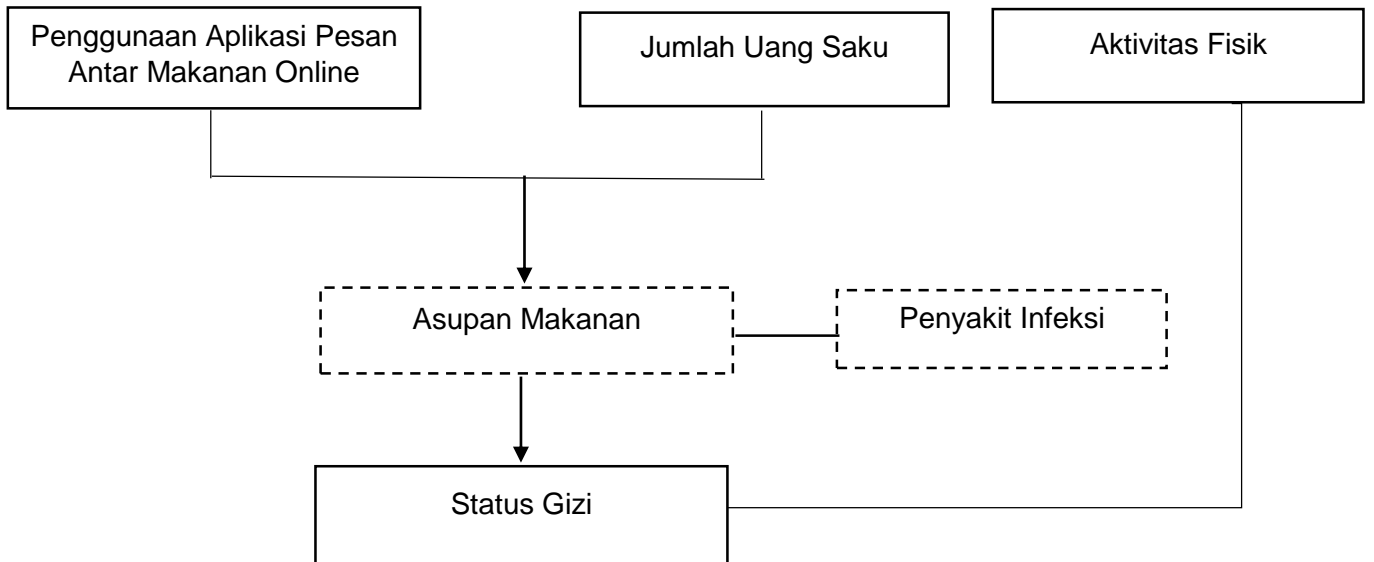 Penggunaan Aplikasi Pesan
Antar Makanan Online
Jumlah Uang Saku
Aktivitas Fisik
Asupan Makanan
Penyakit Infeksi
Status Gizi